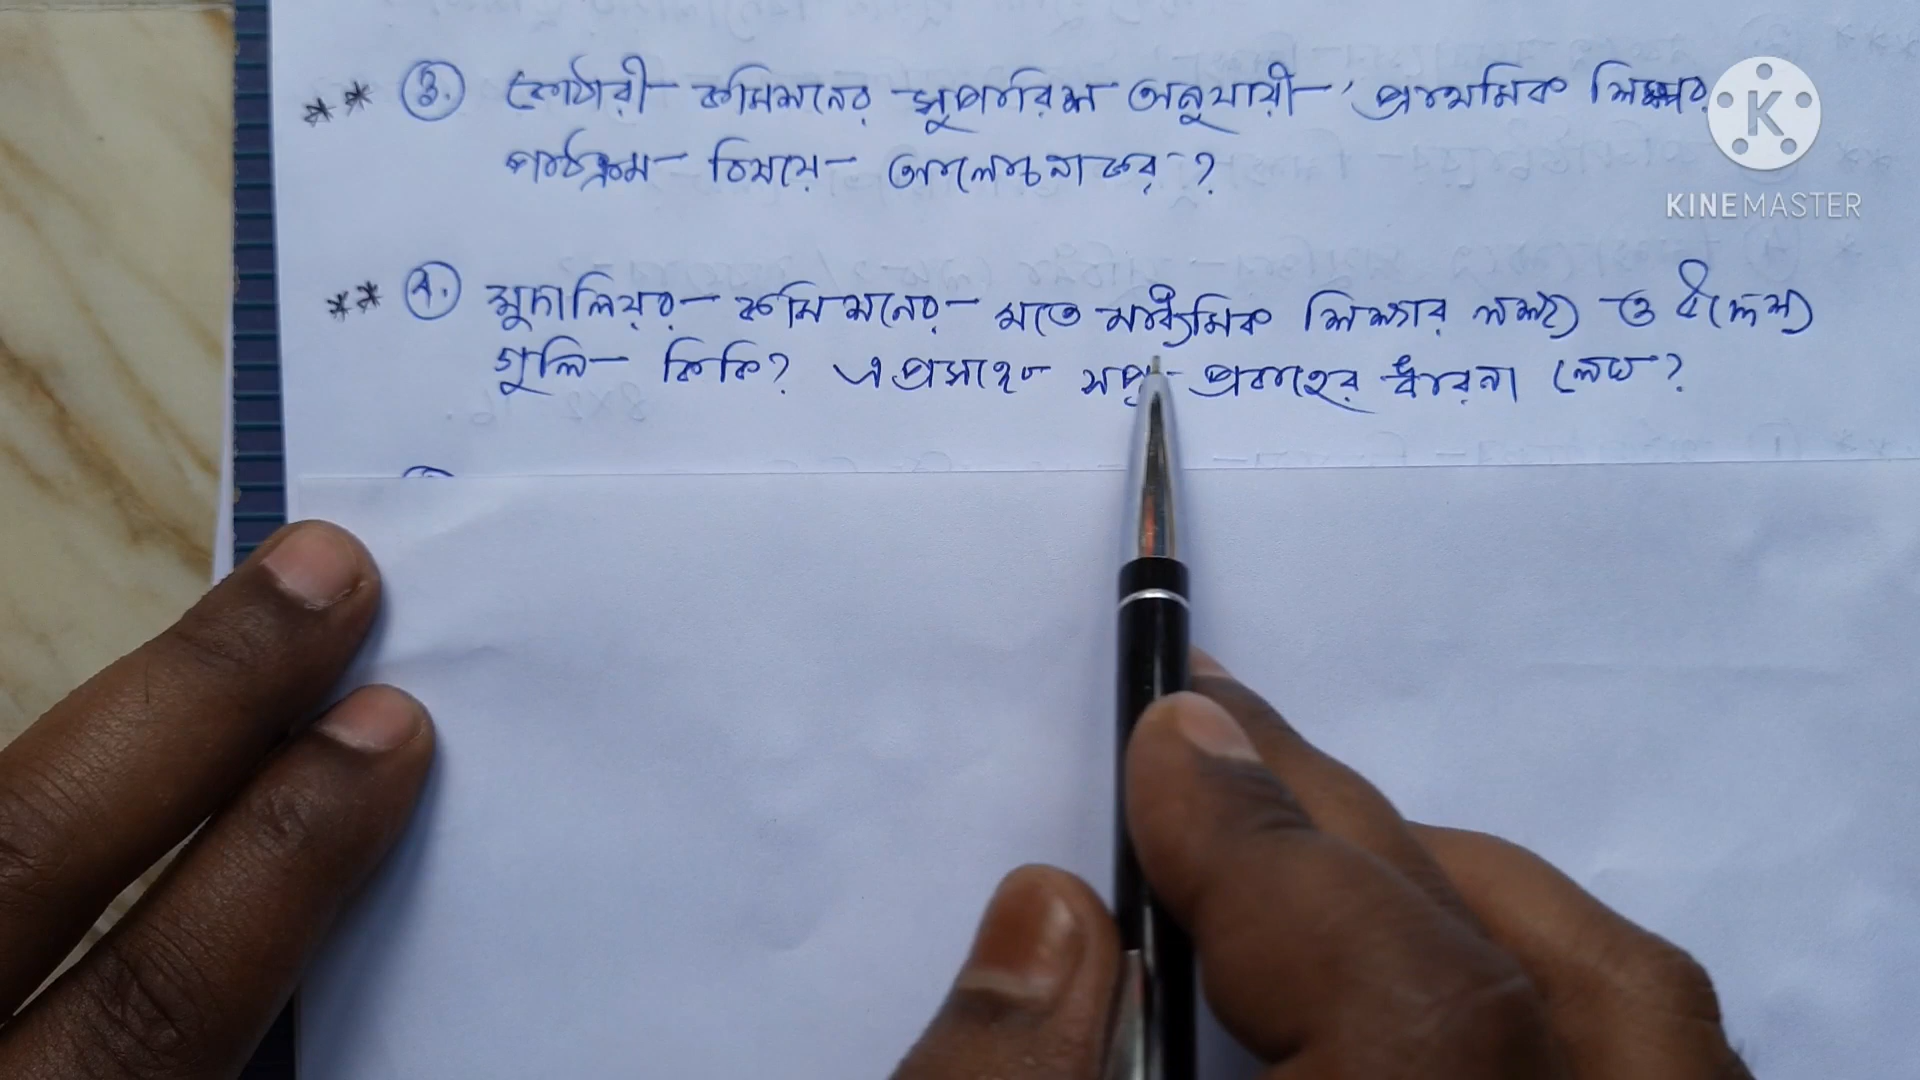 ** ৩. কোঠারী- কমিশনের সুপারিশ অনুযায়ী- প্রাথমিক শিক্ষার
পাঠক্রম- বিষয়ে- আলোচনা কর?
** ৪. মুদালিয়র- কমিশনের- মতে মাধ্যমিক শিক্ষার লক্ষ্য ও উদ্দেশ্য
গুলি- কি কি? এ প্রসঙ্গে সপ্ত- প্রবাহের ধারনা লেখ?
K
KINEMASTER